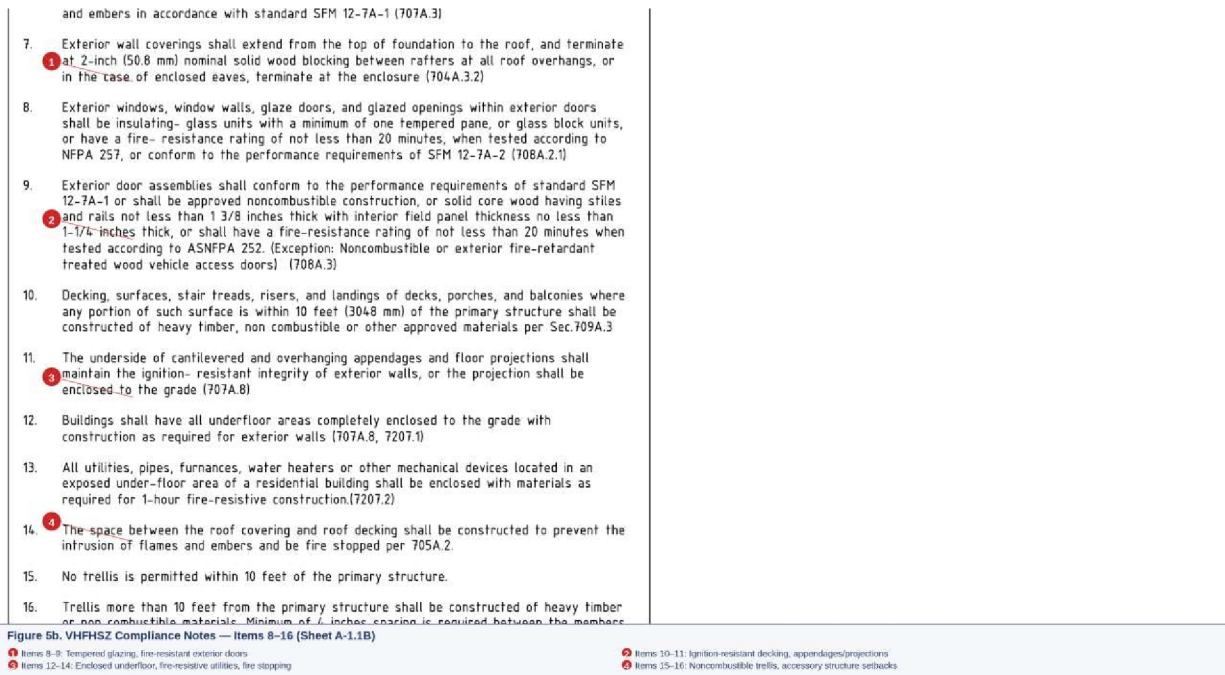 and embers in accordance with standard SFM 12-7A-1 (707A.3)
7. Exterior wall coverings shall extend from the top of foundation to the roof, and terminate
1 at 2-inch (50.8 mm) nominal solid wood blocking between rafters at all roof overhangs, or
in the case of enclosed eaves, terminate at the enclosure (704A.3.2)
8. Exterior windows, window walls, glaze doors, and glazed openings within exterior doors
shall be insulating- glass units with a minimum of one tempered pane, or glass block units,
or have a fire- resistance rating of not less than 20 minutes, when tested according to
NFPA 257, or conform to the performance requirements of SFM 12-7A-2 (708A.2.1)
9. Exterior door assemblies shall conform to the performance requirements of standard SFM
12-7A-1 or shall be approved noncombustible construction, or solid core wood having stiles
2 and rails not less than 1 3/8 inches thick with interior field panel thickness no less than
1-1/4 inches thick, or shall have a fire-resistance rating of not less than 20 minutes when
tested according to ASNFPA 252. (Exception: Noncombustible or exterior fire-retardant
treated wood vehicle access doors) (708A.3)
10. Decking, surfaces, stair treads, risers, and landings of decks, porches, and balconies where
any portion of such surface is within 10 feet (3048 mm) of the primary structure shall be
constructed of heavy timber, non combustible or other approved materials per Sec.709A.3
11. The underside of cantilevered and overhanging appendages and floor projections shall
3 maintain the ignition- resistant integrity of exterior walls, or the projection shall be
enclosed to the grade (707A.8)
12. Buildings shall have all underfloor areas completely enclosed to the grade with
construction as required for exterior walls (707A.8, 7207.1)
13. All utilities, pipes, furnances, water heaters or other mechanical devices located in an
exposed under-floor area of a residential building shall be enclosed with materials as
required for 1-hour fire-resistive construction.(7207.2)
4
14. The space between the roof covering and roof decking shall be constructed to prevent the
intrusion of flames and embers and be fire stopped per 705A.2.
15. No trellis is permitted within 10 feet of the primary structure.
16. Trellis more than 10 feet from the primary structure shall be constructed of heavy timber
or non combustible materials. Minimum of 4 inches spacing is required between the members
Figure 5b. VHFHSZ Compliance Notes — Items 8–16 (Sheet A-1.1B)
1 Items 8–9: Tempered glazing, fire-resistant exterior doors
2 Items 10–11: Ignition-resistant decking, appendages/projections
3 Items 12–14: Enclosed underfloor, fire-resistive utilities, fire stopping
4 Items 15–16: Noncombustible trellis, accessory structure setbacks